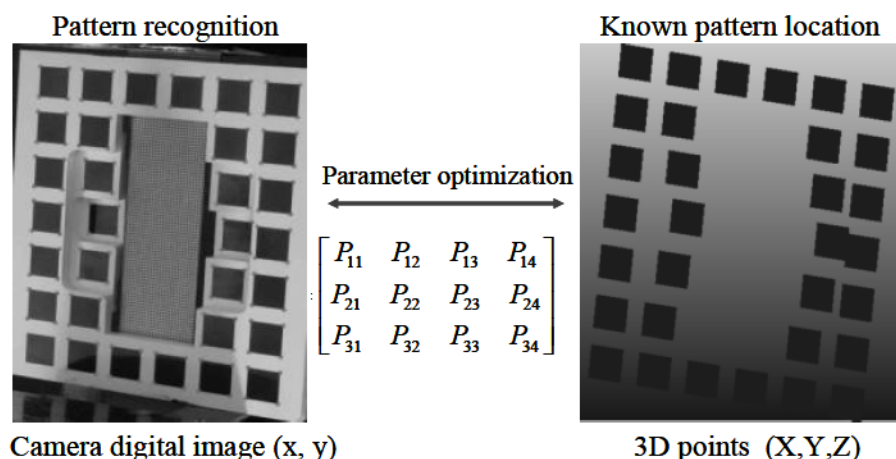 Pattern recognition
Known pattern location
Parameter optimization
P11 P12 P13 P14
: P21 P22 P23 P24
P31 P32 P33 P34
Camera digital image (x, y)
3D points (X,Y,Z)